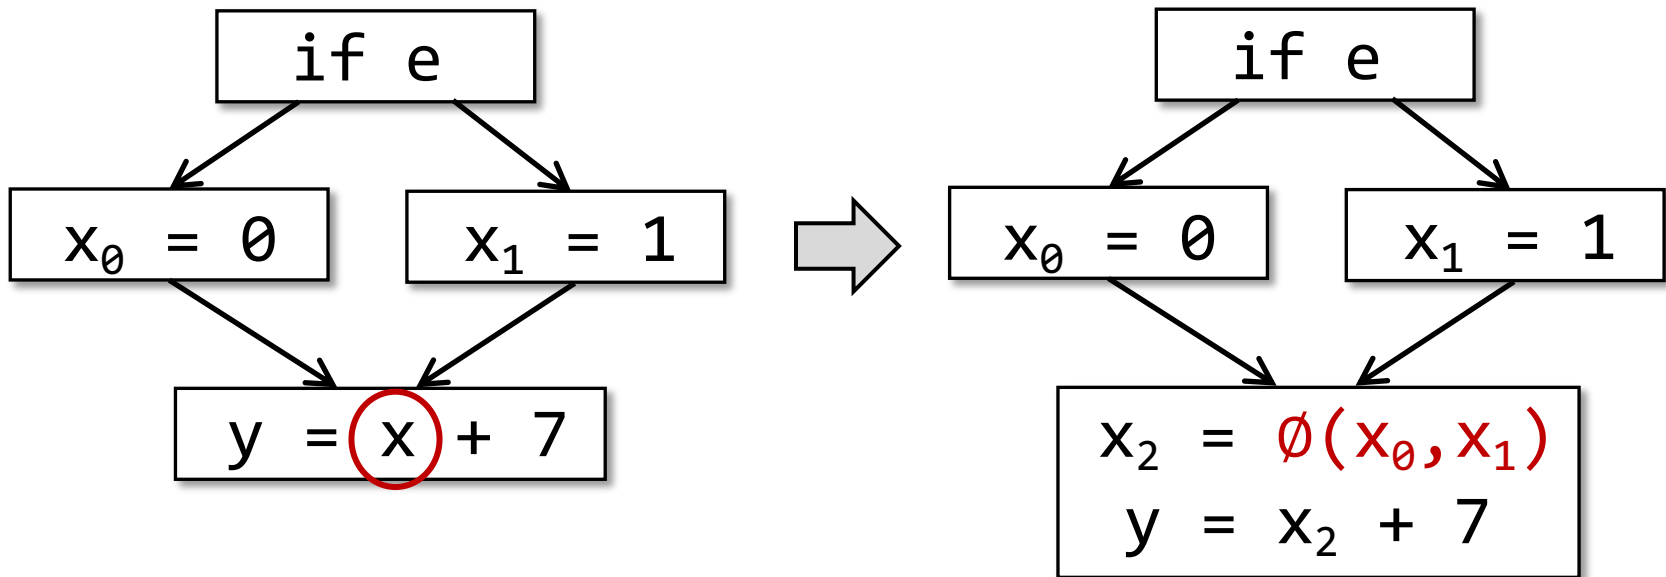 if e
x₀ = 0
x₁ = 1
y = x + 7
if e
x₀ = 0
x₁ = 1
x₂ = Ø(x₀,x₁)
y = x₂ + 7